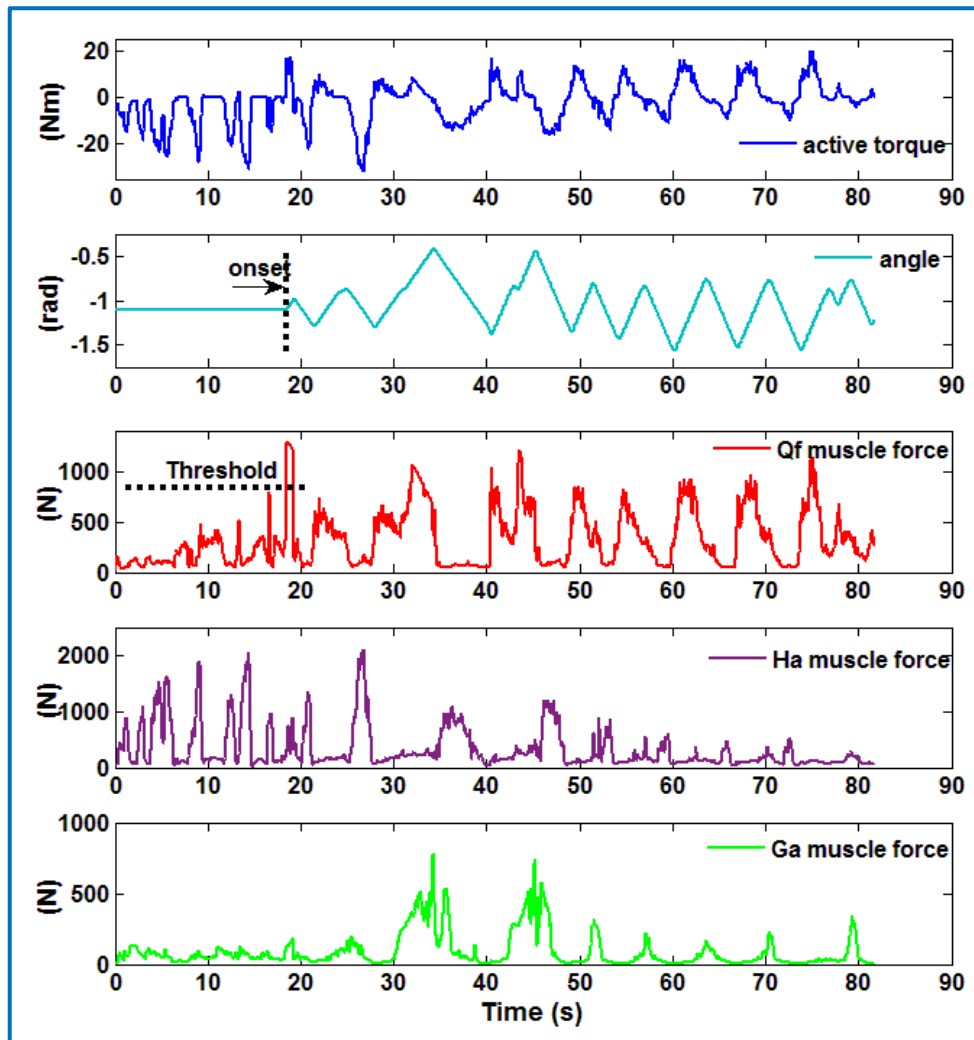 20
0
-20
(Nm)
active torque
0 10 20 30 40 50 60 70 80 90
-0.5
-1
-1.5
(rad)
onset
angle
0 10 20 30 40 50 60 70 80 90
1000
500
0
(N)
Threshold
Qf muscle force
0 10 20 30 40 50 60 70 80 90
2000
1000
0
(N)
Ha muscle force
0 10 20 30 40 50 60 70 80 90
1000
500
0
(N)
Ga muscle force
0 10 20 30 40 50 60 70 80 90
Time (s)